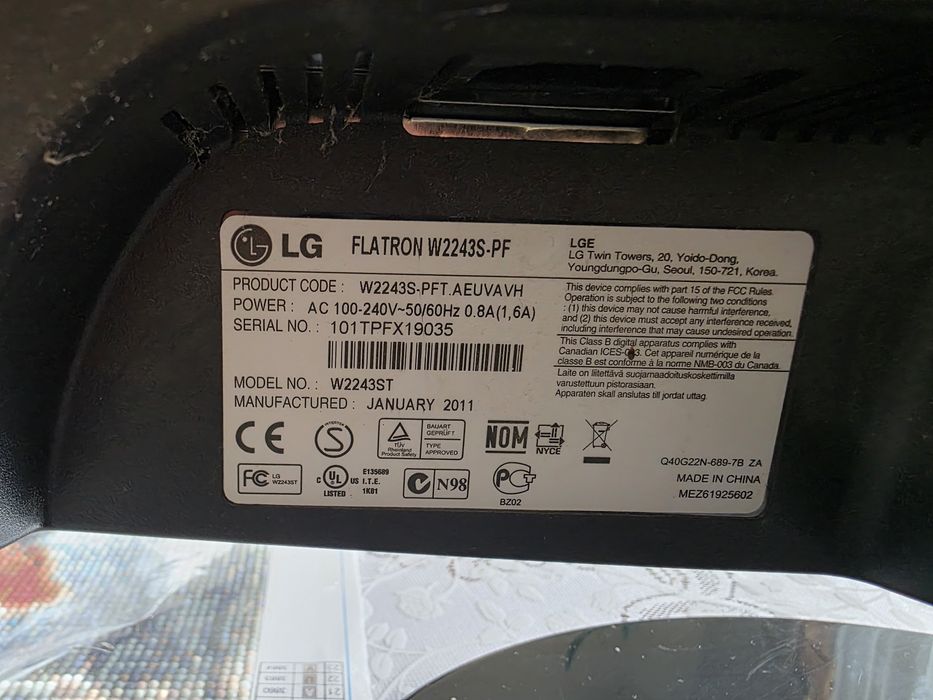 LG FLATRON W2243S-PF
PRODUCT CODE : W2243S-PFT.AEUVAVH
POWER : AC 100-240V~50/60Hz 0.8A(1,6A)
SERIAL NO. : 101TPFX19035
MODEL NO. : W2243ST
MANUFACTURED : JANUARY 2011
LGE
LG Twin Towers, 20, Yoido-Dong,
Youngdungpo-Gu, Seoul, 150-721, Korea.
This device complies with part 15 of the FCC Rules.
Operation is subject to the following two conditions
: (1) this device may not cause harmful interference,
and (2) this device must accept any interference received,
including interference that may cause undesired operation.
This Class B digital apparatus complies with
Canadian ICES-003. Cet appareil numérique de la
classe B est conforme à la norme NMB-003 du Canada.
Laite on liitettävä suojamaadoituskoskettimilla
varustettuun pistorasiaan.
Apparaten skall anslutas till jordat uttag.
CE
S
TÜV
Rheinland
Product Safety
BAUART
GEPRÜFT
TYPE
APPROVED
NOM
NYCE
FC LG
W2243ST
C UL US
LISTED
E135689
I.T.E.
1K81
N98
BZ02
Q40G22N-689-7B ZA
MADE IN CHINA
MEZ61925602